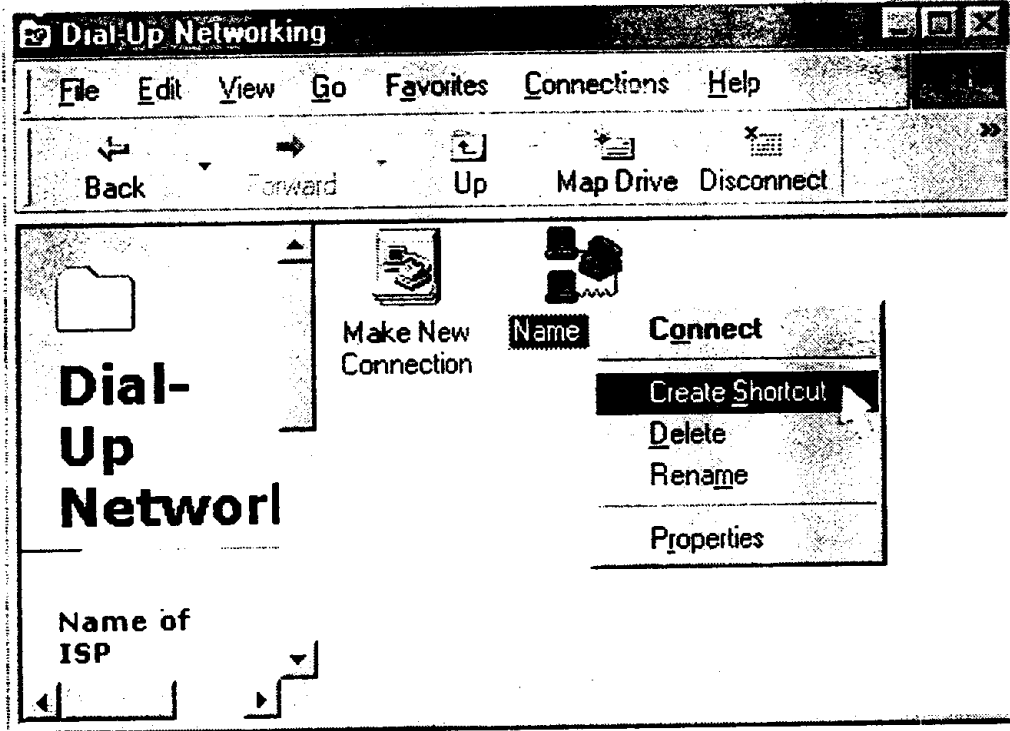 Dial-Up Networking
File Edit View Go Favorites Connections Help
Back Forward Up Map Drive Disconnect »
Make New
Connection
Name
Connect
Create Shortcut
Delete
Rename
Properties
Dial-
Up
Networl
Name of
ISP